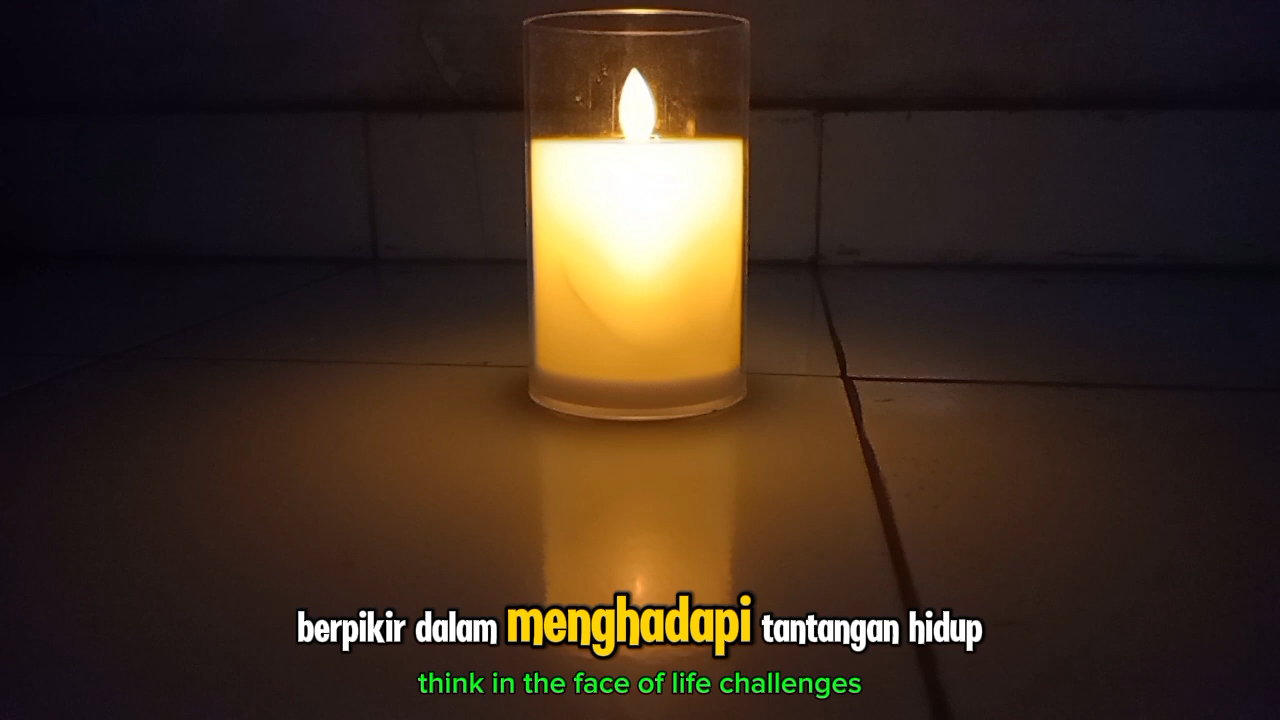 berpikir dalam menghadapi tantangan hidup
think in the face of life challenges